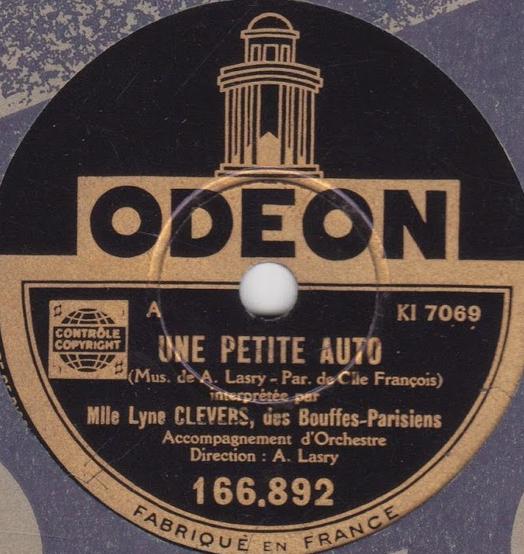 ODEON
CONTRÔLE
COPYRIGHT
A
KI 7069
UNE PETITE AUTO
(Mus. de A. Lasry - Par. de Clle François)
interprétée par
Mlle Lyne CLEVERS, des Bouffes-Parisiens
Accompagnement d'Orchestre
Direction : A. Lasry
166.892
FABRIQUÉ EN FRANCE